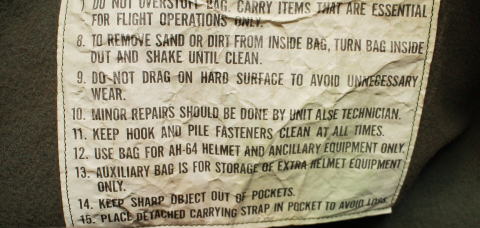 7. DO NOT OVERSTUFF BAG. CARRY ITEMS THAT ARE ESSENTIAL
FOR FLIGHT OPERATIONS ONLY.
8. TO REMOVE SAND OR DIRT FROM INSIDE BAG, TURN BAG INSIDE
OUT AND SHAKE UNTIL CLEAN.
9. DO NOT DRAG ON HARD SURFACE TO AVOID UNNECESSARY
WEAR.
10. MINOR REPAIRS SHOULD BE DONE BY UNIT ALSE TECHNICIAN.
11. KEEP HOOK AND PILE FASTENERS CLEAN AT ALL TIMES.
12. USE BAG FOR AH-64 HELMET AND ANCILLARY EQUIPMENT ONLY.
13. AUXILIARY BAG IS FOR STORAGE OF EXTRA HELMET EQUIPMENT
ONLY.
14. KEEP SHARP OBJECT OUT OF POCKETS.
15. PLACE DETACHED CARRYING STRAP IN POCKET TO AVOID LOSS.